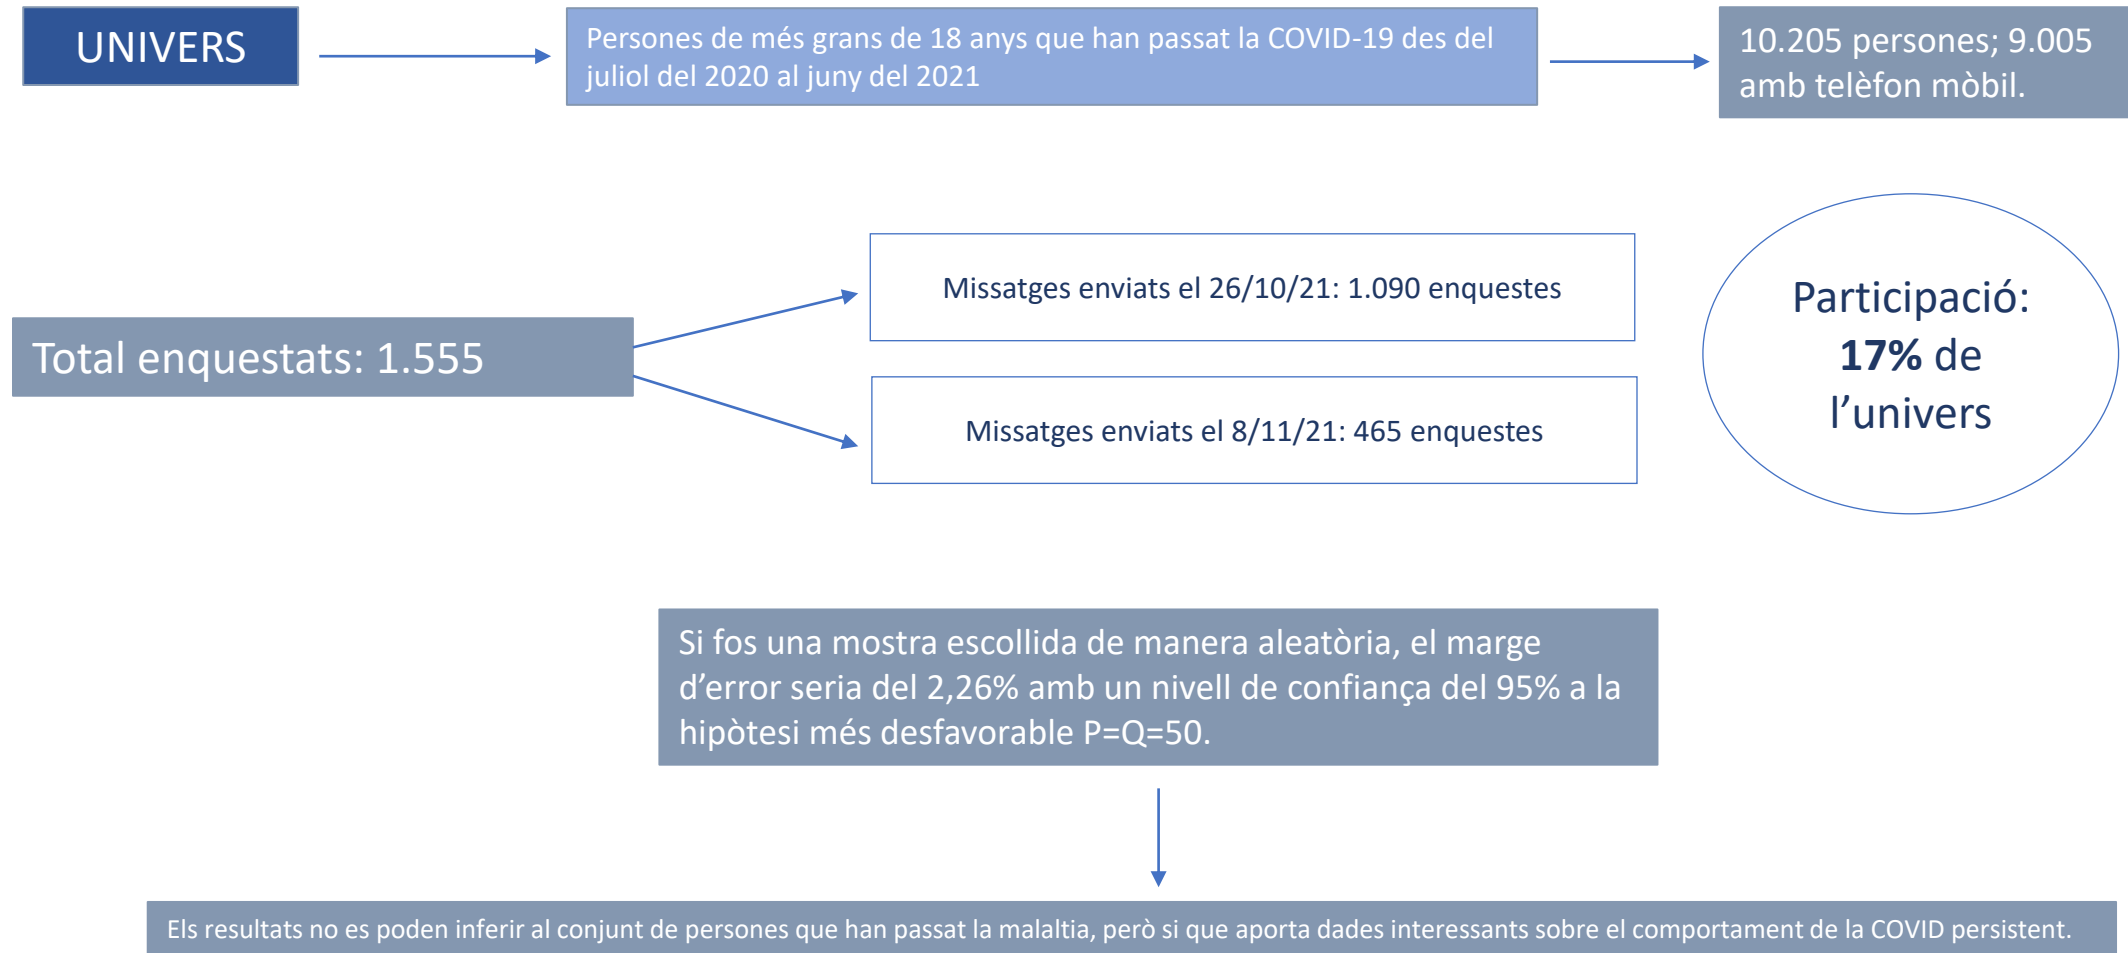 UNIVERS
Persones de més grans de 18 anys que han passat la COVID-19 des del
juliol del 2020 al juny del 2021
10.205 persones; 9.005
amb telèfon mòbil.
Missatges enviats el 26/10/21: 1.090 enquestes
Total enquestats: 1.555
Missatges enviats el 8/11/21: 465 enquestes
Participació:
17% de
l’univers
Si fos una mostra escollida de manera aleatòria, el marge
d’error seria del 2,26% amb un nivell de confiança del 95% a la
hipòtesi més desfavorable P=Q=50.
Els resultats no es poden inferir al conjunt de persones que han passat la malaltia, però si que aporta dades interessants sobre el comportament de la COVID persistent.